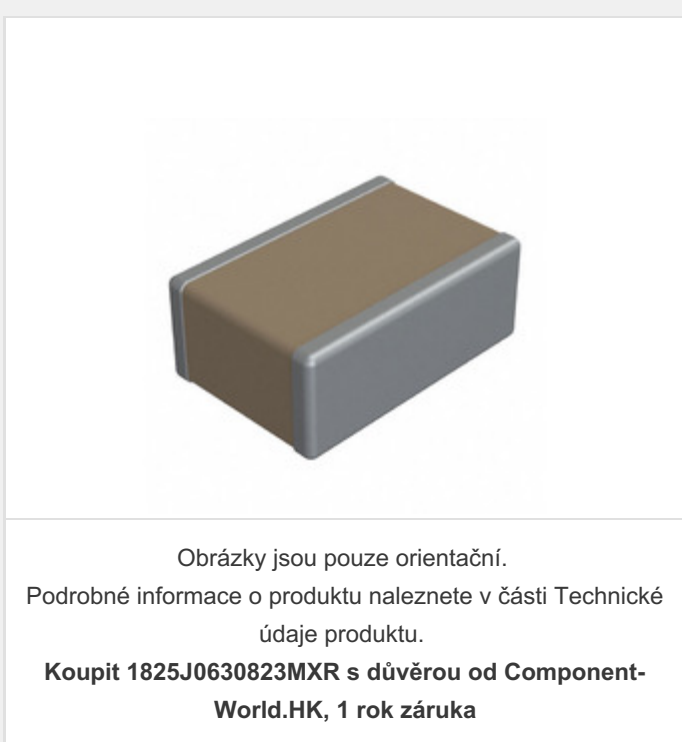 Obrázky jsou pouze orientační.
Podrobné informace o produktu naleznete v části Technické
údaje produktu.
Koupit 1825J0630823MXR s důvěrou od Component-
World.HK, 1 rok záruka